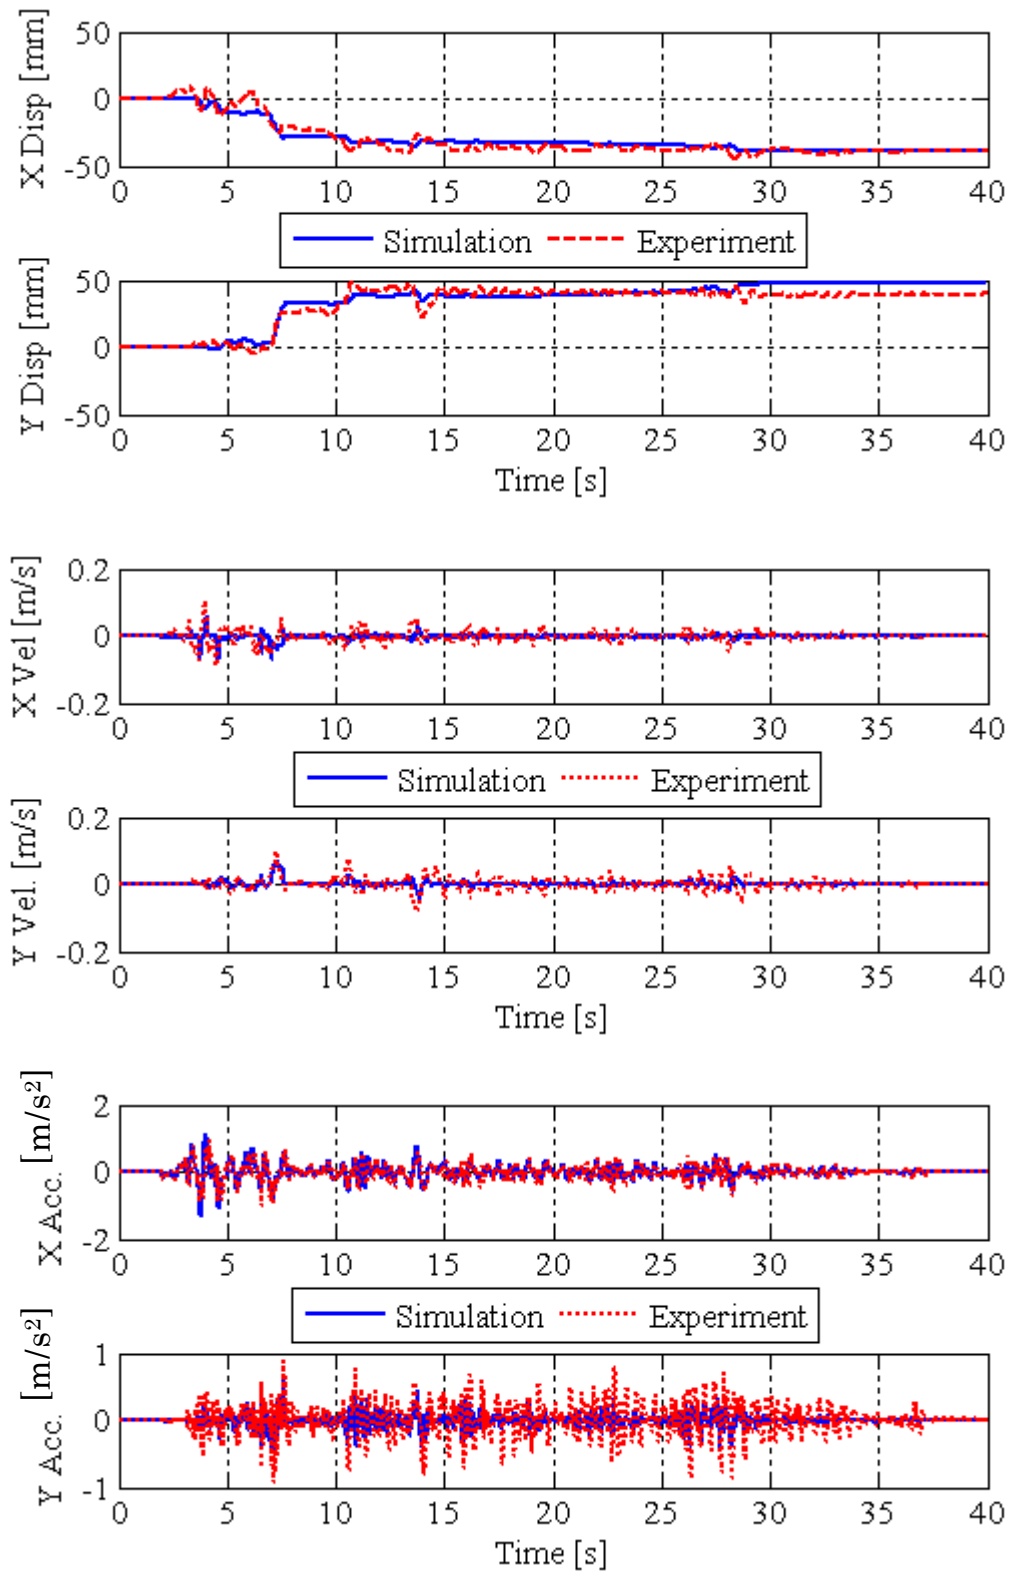 X Disp [mm]
50
0
-50
0 5 10 15 20 25 30 35 40
Simulation Experiment
Y Disp [mm]
50
0
-50
0 5 10 15 20 25 30 35 40
Time [s]
X Vel [m/s]
0.2
0
-0.2
0 5 10 15 20 25 30 35 40
Simulation Experiment
Y Vel. [m/s]
0.2
0
-0.2
0 5 10 15 20 25 30 35 40
Time [s]
X Acc. [m/s²]
2
0
-2
0 5 10 15 20 25 30 35 40
Simulation Experiment
Y Acc. [m/s²]
1
0
-1
0 5 10 15 20 25 30 35 40
Time [s]